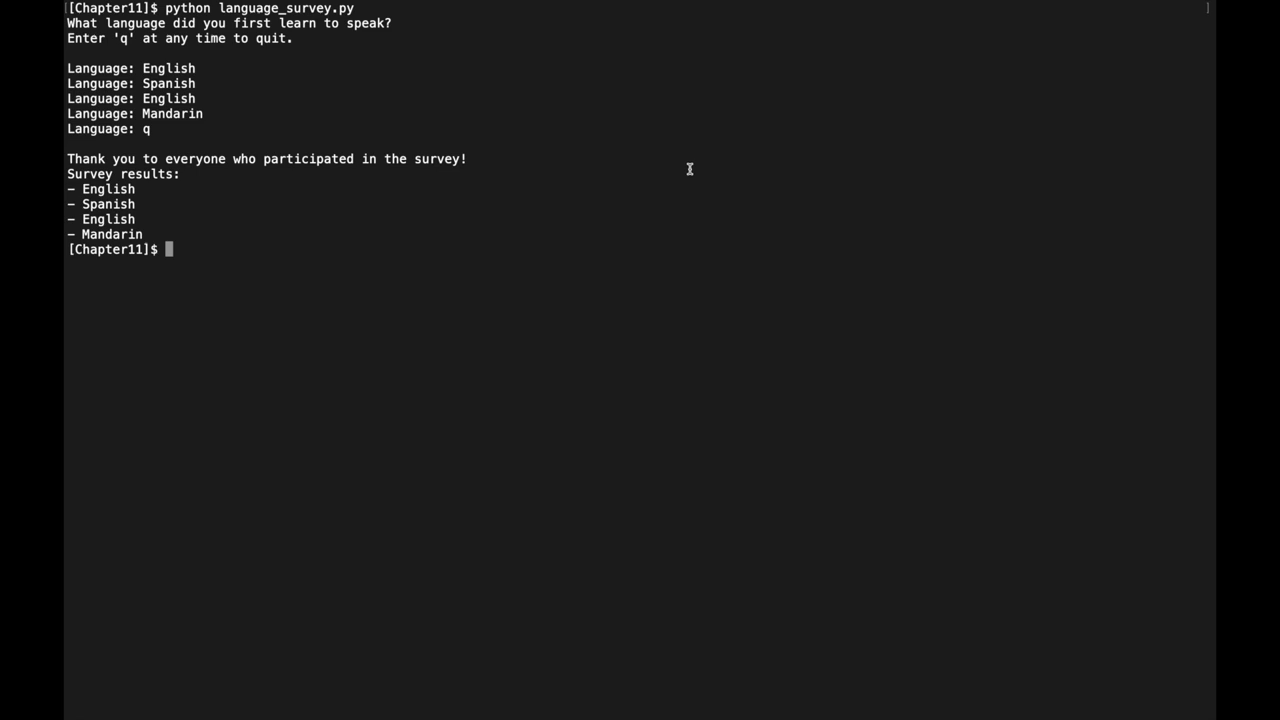 [[Chapter11]$ python language_survey.py ]
What language did you first learn to speak?
Enter 'q' at any time to quit.
Language: English
Language: Spanish
Language: English
Language: Mandarin
Language: q
Thank you to everyone who participated in the survey!
Survey results:
- English
- Spanish
- English
- Mandarin
[Chapter11]$